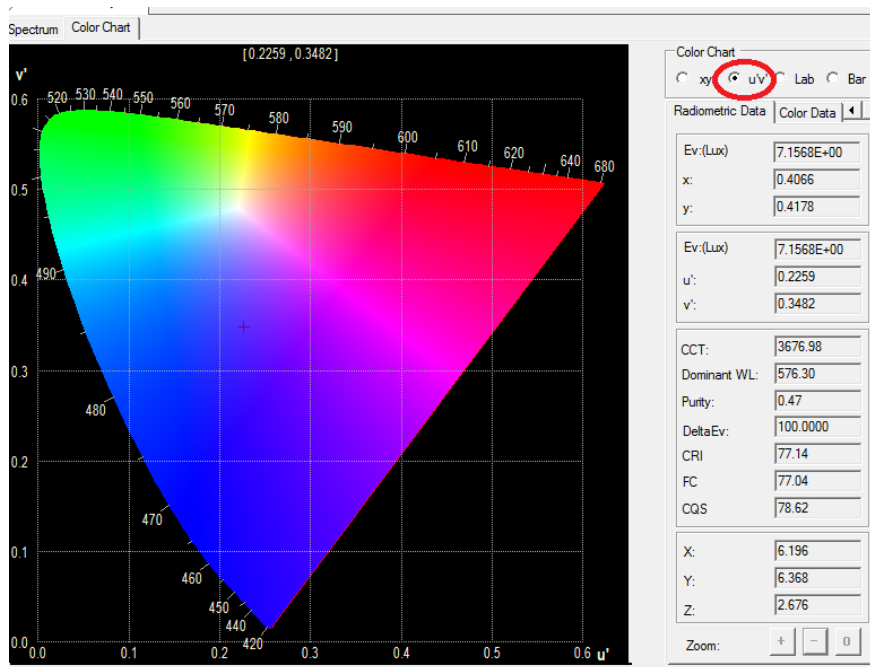 Spectrum Color Chart
[0.2259 , 0.3482]
v'
0.6
520 530 540 550 560 570 580 590 600 610 620 640 680
0.5
490
0.4
0.3
480
0.2
470
0.1
460
450
440
420
0.0
0.0 0.1 0.2 0.3 0.4 0.5 0.6 u'
Color Chart
xy u'v' Lab Bar
Radiometric Data Color Data
Ev:(Lux) 7.1568E+00
x: 0.4066
y: 0.4178
Ev:(Lux) 7.1568E+00
u': 0.2259
v': 0.3482
CCT: 3676.98
Dominant WL: 576.30
Purity: 0.47
DeltaEv: 100.0000
CRI 77.14
FC 77.04
CQS 78.62
X: 6.196
Y: 6.368
Z: 2.676
Zoom: + - 0